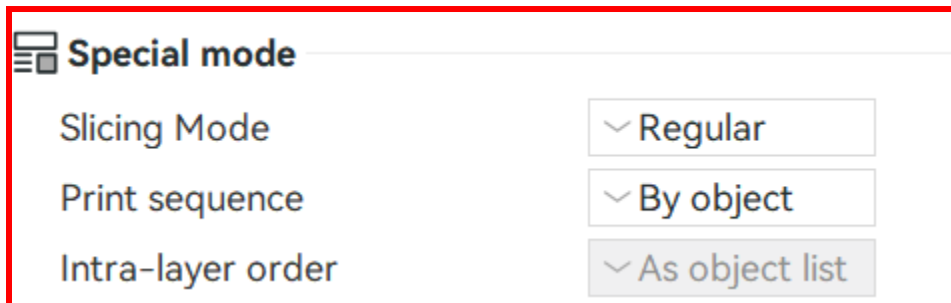 Special mode
Slicing Mode Regular
Print sequence By object
Intra-layer order As object list